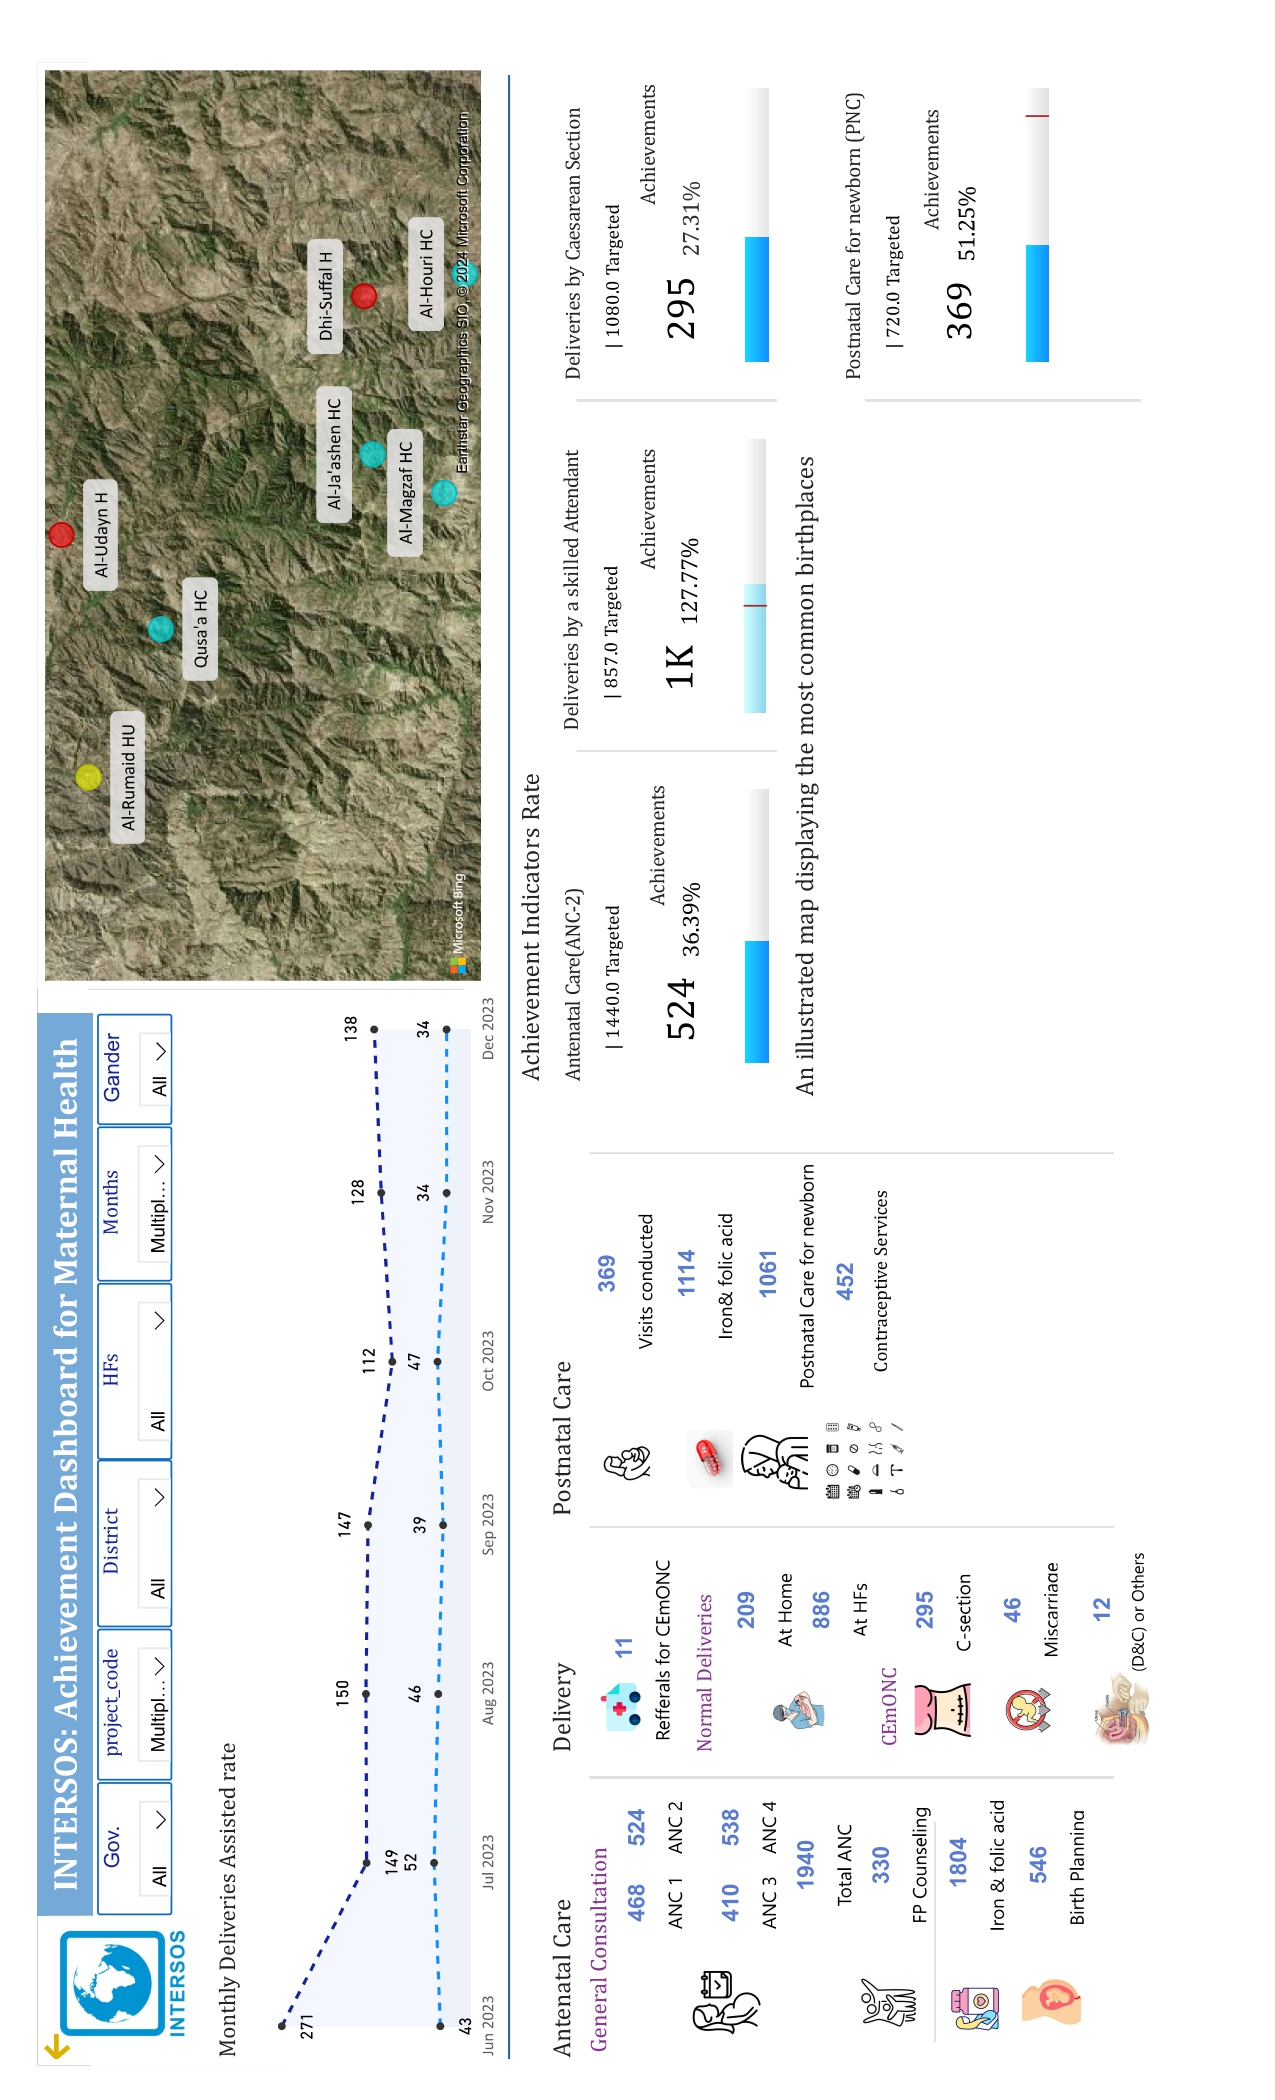 INTERSOS: Achievement Dashboard for Maternal Health
INTERSOS
Gov.
All
project_code
Multipl...
District
All
HFs
All
Months
Multipl...
Gander
All
Al-Rumaid HU
Al-Udayn H
Qusa'a HC
Al-Ja'ashen HC
Dhi-Suffal H
Al-Magzaf HC
Al-Houri HC
Microsoft Bing
Earthstar Geographics SIO, © 2024 Microsoft Corporation
Monthly Deliveries Assisted rate
271
149
150
147
112
128
138
43
52
46
39
47
34
34
Jun 2023
Jul 2023
Aug 2023
Sep 2023
Oct 2023
Nov 2023
Dec 2023
Antenatal Care
General Consultation
468 524
ANC 1 ANC 2
410 538
ANC 3 ANC 4
1940
Total ANC
330
FP Counseling
1804
Iron & folic acid
546
Birth Planning
Delivery
11
Refferals for CEmONC
Normal Deliveries
209
At Home
886
At HFs
CEmONC
295
C-section
46
Miscarriage
12
(D&C) or Others
Postnatal Care
369
Visits conducted
1114
Iron& folic acid
1061
Postnatal Care for newborn
452
Contraceptive Services
Achievement Indicators Rate
Antenatal Care(ANC-2)
| 1440.0 Targeted
Achievements
524 36.39%
Deliveries by a skilled Attendant
| 857.0 Targeted
Achievements
1K 127.77%
Deliveries by Caesarean Section
| 1080.0 Targeted
Achievements
295 27.31%
An illustrated map displaying the most common birthplaces
Postnatal Care for newborn (PNC)
| 720.0 Targeted
Achievements
369 51.25%